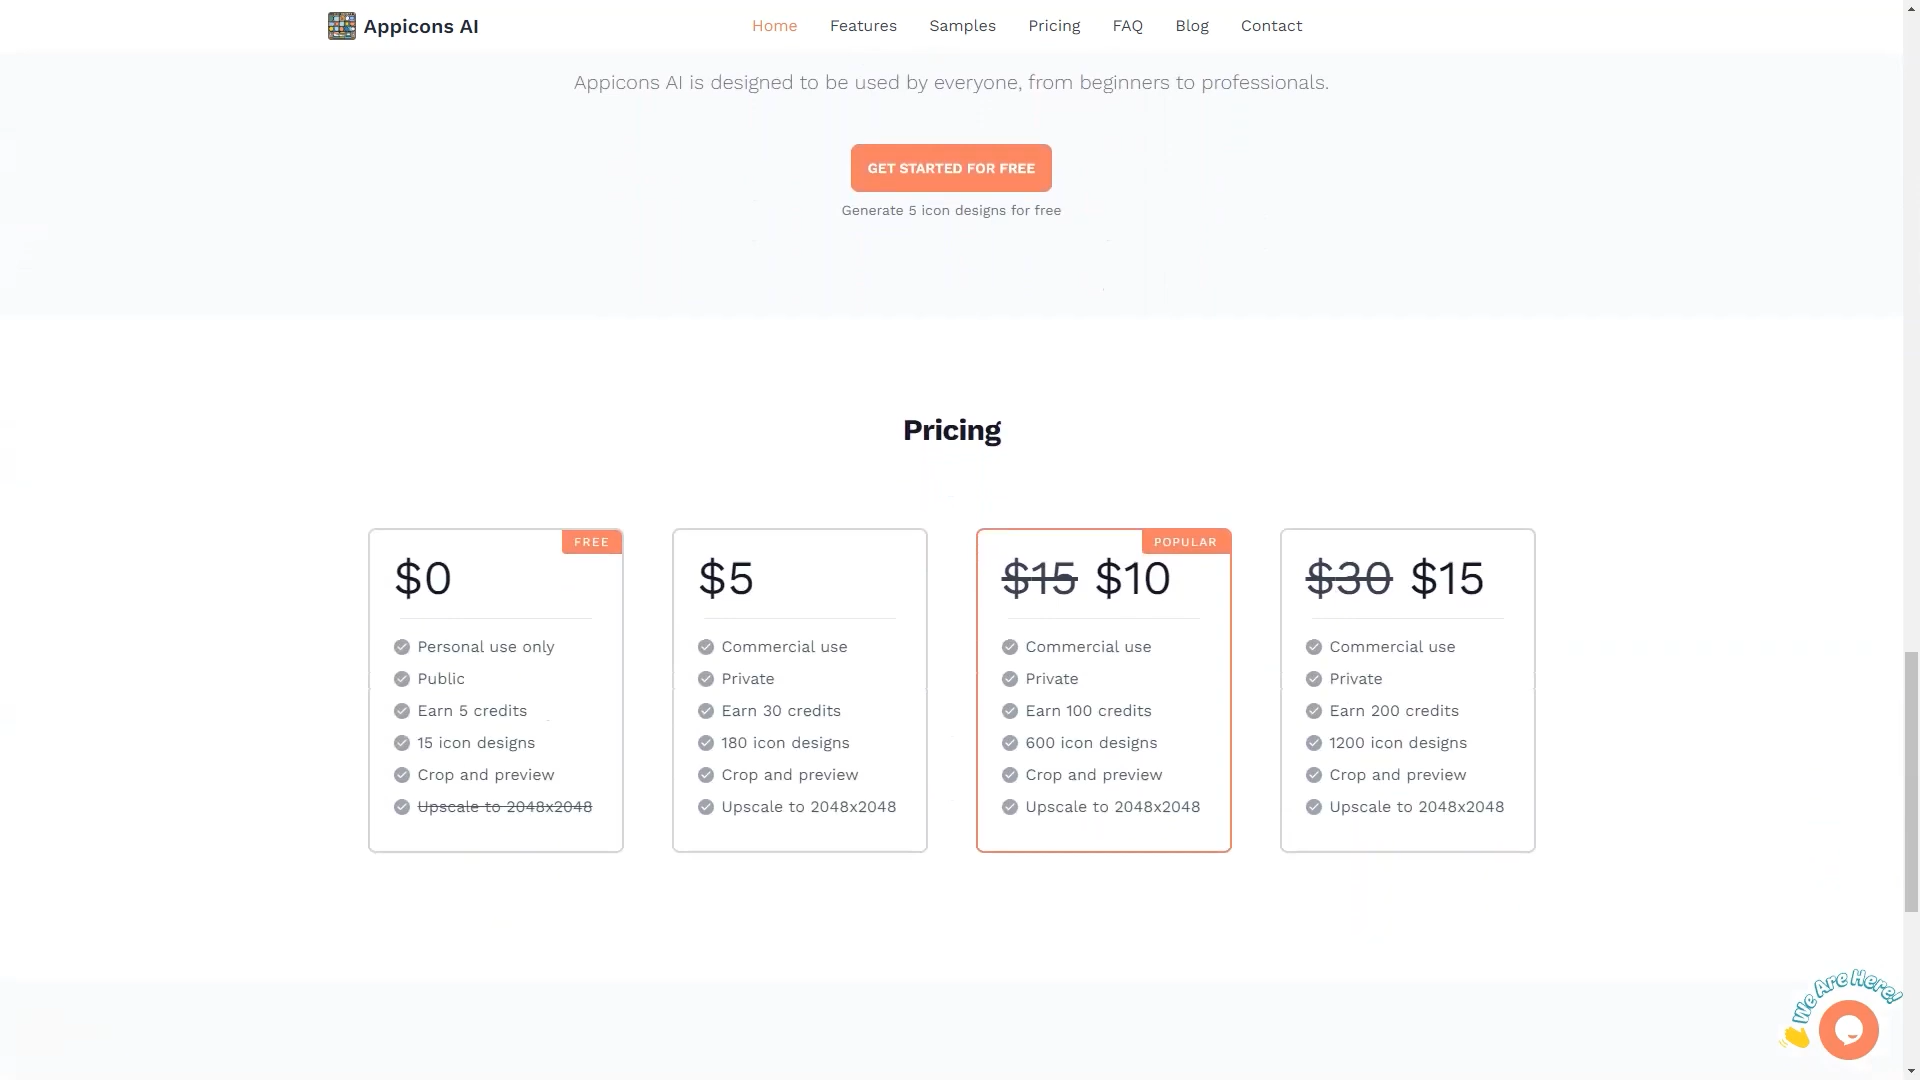 Appicons AI
Home Features Samples Pricing FAQ Blog Contact
Appicons AI is designed to be used by everyone, from beginners to professionals.
GET STARTED FOR FREE
Generate 5 icon designs for free
Pricing
FREE
$0
Personal use only
Public
Earn 5 credits
15 icon designs
Crop and preview
Upscale to 2048x2048
$5
Commercial use
Private
Earn 30 credits
180 icon designs
Crop and preview
Upscale to 2048x2048
POPULAR
$15 $10
Commercial use
Private
Earn 100 credits
600 icon designs
Crop and preview
Upscale to 2048x2048
$30 $15
Commercial use
Private
Earn 200 credits
1200 icon designs
Crop and preview
Upscale to 2048x2048
We Are Here!